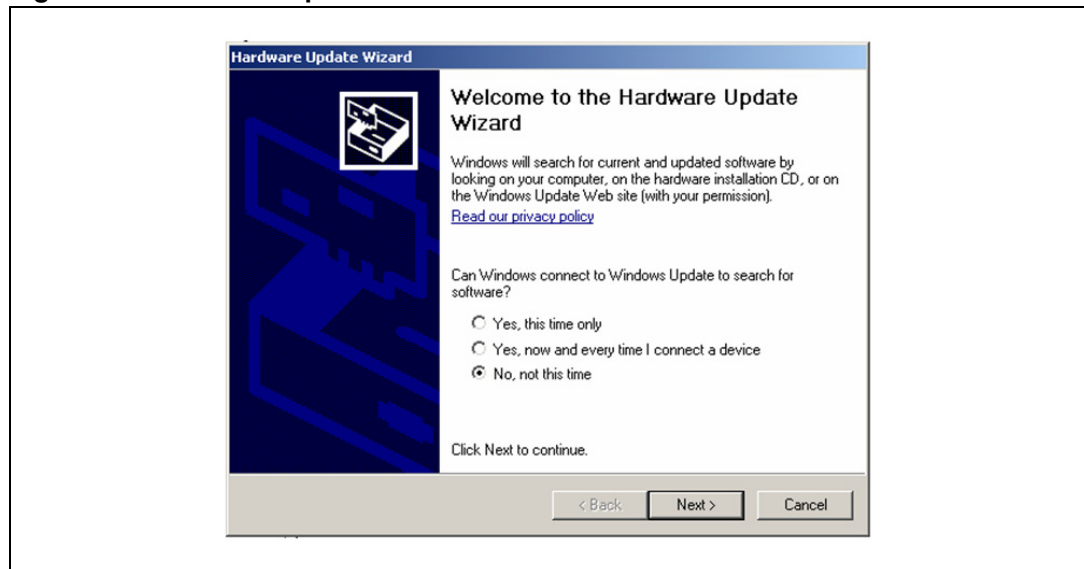 Hardware Update Wizard
Welcome to the Hardware Update
Wizard
Windows will search for current and updated software by
looking on your computer, on the hardware installation CD, or on
the Windows Update Web site (with your permission).
Read our privacy policy
Can Windows connect to Windows Update to search for
software?
Yes, this time only
Yes, now and every time I connect a device
No, not this time
Click Next to continue.
< Back
Next >
Cancel